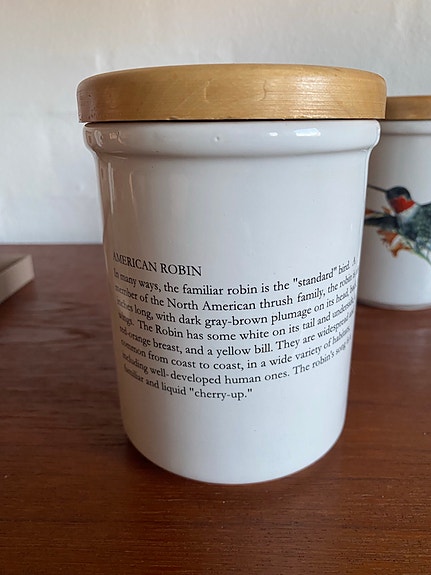 AMERICAN ROBIN
In many ways, the familiar robin is the "standard" bird. A
member of the North American thrush family, the robin is
inches long, with dark gray-brown plumage on its head,
wings. The Robin has some white on its tail and underside,
red-orange breast, and a yellow bill. They are widespread
common from coast to coast, in a wide variety of habitats,
including well-developed human ones. The robin's song is
familiar and liquid "cherry-up."